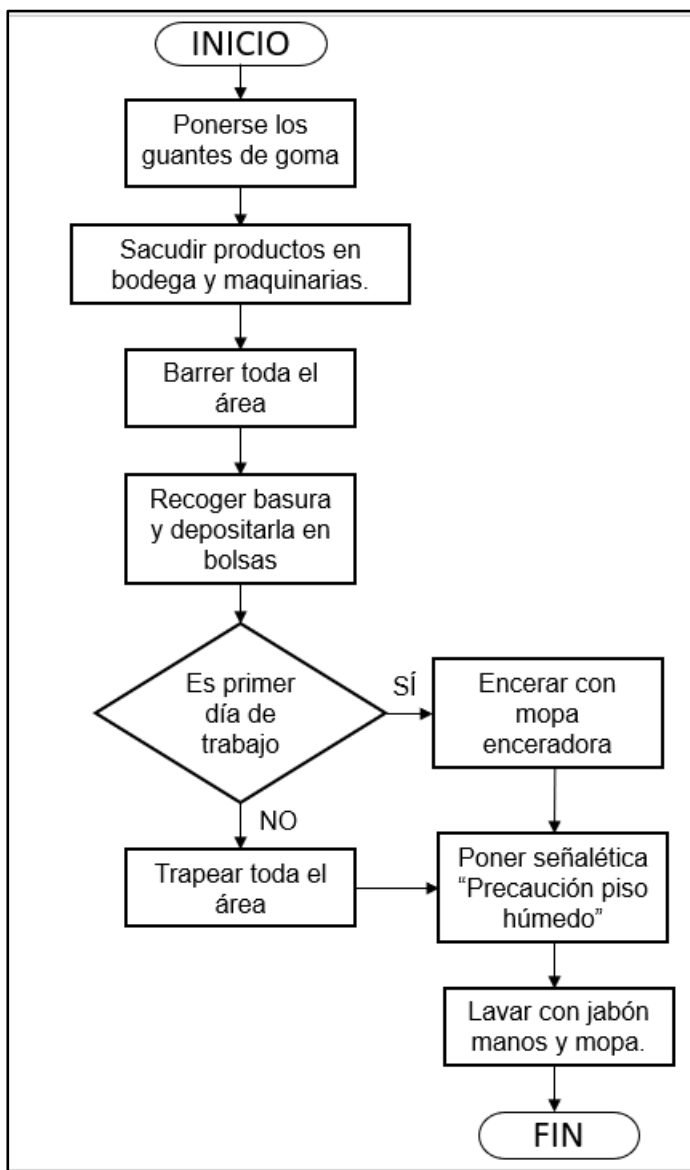 INICIO
Ponerse los
guantes de goma
Sacudir productos en
bodega y maquinarias.
Barrer toda el
área
Recoger basura
y depositarla en
bolsas
Es primer
día de
trabajo
SÍ
Encerar con
mopa
enceradora
NO
Trapear toda el
área
Poner señalética
“Precaución piso
húmedo”
Lavar con jabón
manos y mopa.
FIN